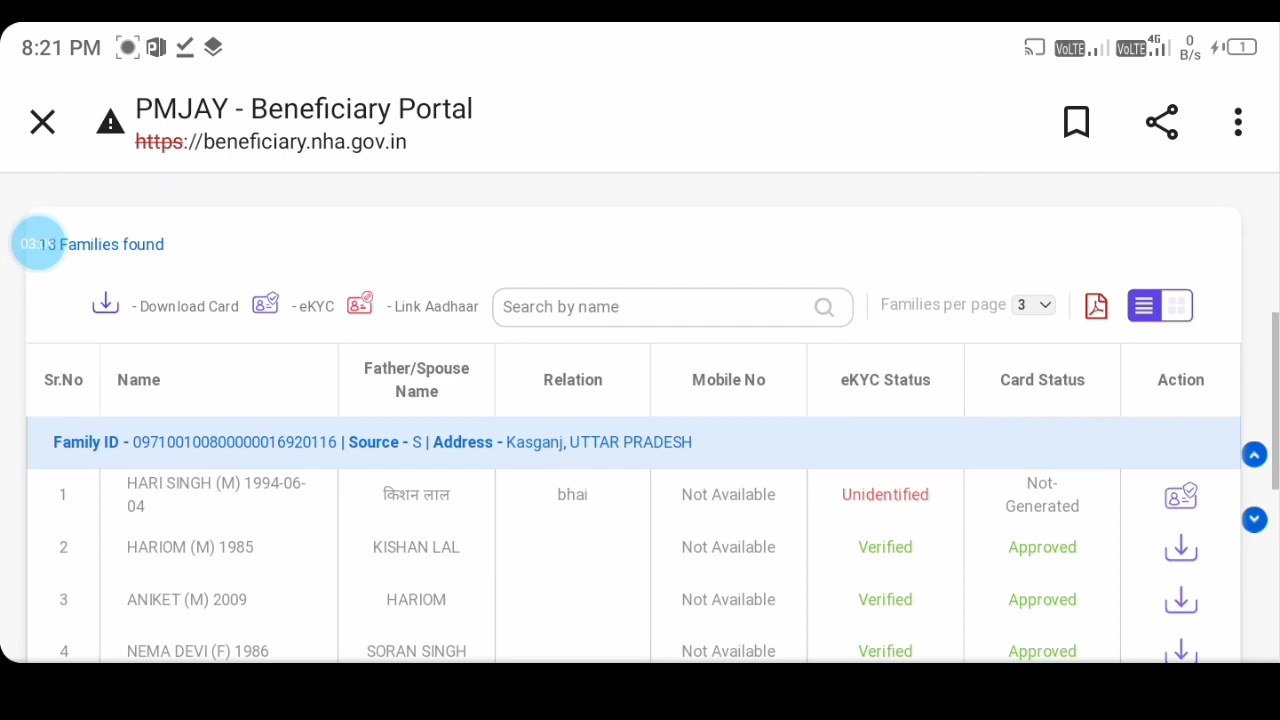 8:21 PM
VoLTE VoLTE 4G 0 B/s 1
PMJAY - Beneficiary Portal
https://beneficiary.nha.gov.in
Families found
- Download Card - eKYC - Link Aadhaar Search by name Families per page 3
Sr.No Name Father/Spouse Name Relation Mobile No eKYC Status Card Status Action
Family ID - 097100100800000016920116 | Source - S | Address - Kasganj, UTTAR PRADESH
1 HARI SINGH (M) 1994-06-04 किशन लाल bhai Not Available Unidentified Not-Generated
2 HARIOM (M) 1985 KISHAN LAL Not Available Verified Approved
3 ANIKET (M) 2009 HARIOM Not Available Verified Approved
4 NEMA DEVI (F) 1986 SORAN SINGH Not Available Verified Approved